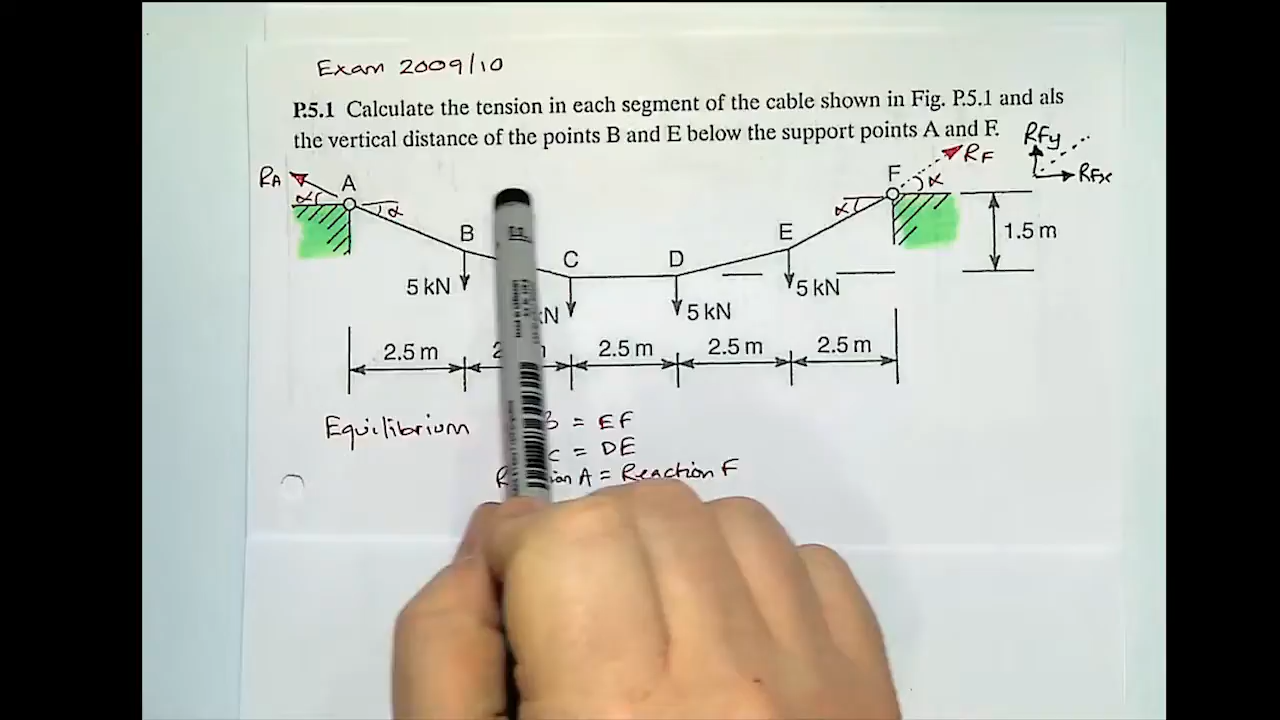 Exam 2009/10
P.5.1 Calculate the tension in each segment of the cable shown in Fig. P.5.1 and als
the vertical distance of the points B and E below the support points A and F.
RFy
RA A F RF RFx
α α α α
B E 1.5 m
C D
5 kN kN 5 kN 5 kN
2.5 m 2.5 m 2.5 m 2.5 m
Equilibrium = EF
C = DE
ion A = Reaction F